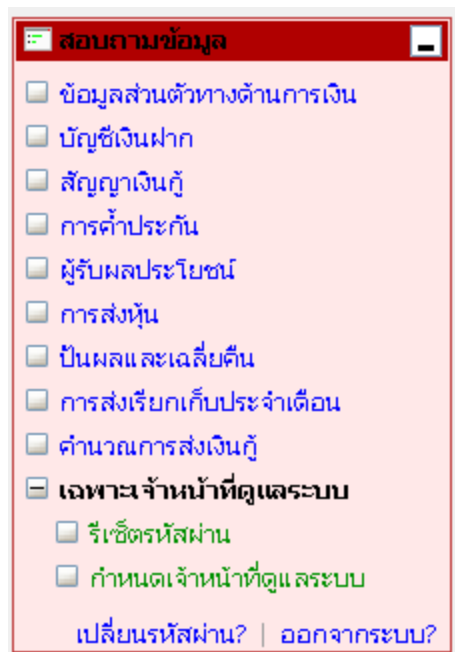 สอบถามข้อมูล
ข้อมูลส่วนตัวทางด้านการเงิน
บัญชีเงินฝาก
สัญญาเงินกู้
การค้ำประกัน
ผู้รับผลประโยชน์
การส่งหุ้น
ปันผลและเฉลี่ยคืน
การส่งเรียกเก็บประจำเดือน
คำนวณการส่งเงินกู้
เฉพาะเจ้าหน้าที่ดูแลระบบ
รีเซ็ตรหัสผ่าน
กำหนดเจ้าหน้าที่ดูแลระบบ
เปลี่ยนรหัสผ่าน? | ออกจากระบบ?